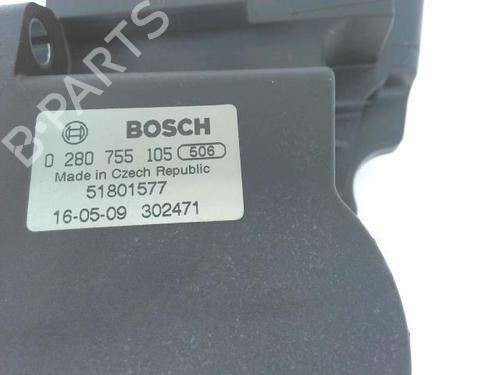 B-PARTS
BOSCH
0 280 755 105 506
Made in Czech Republic
51801577
16-05-09 302471